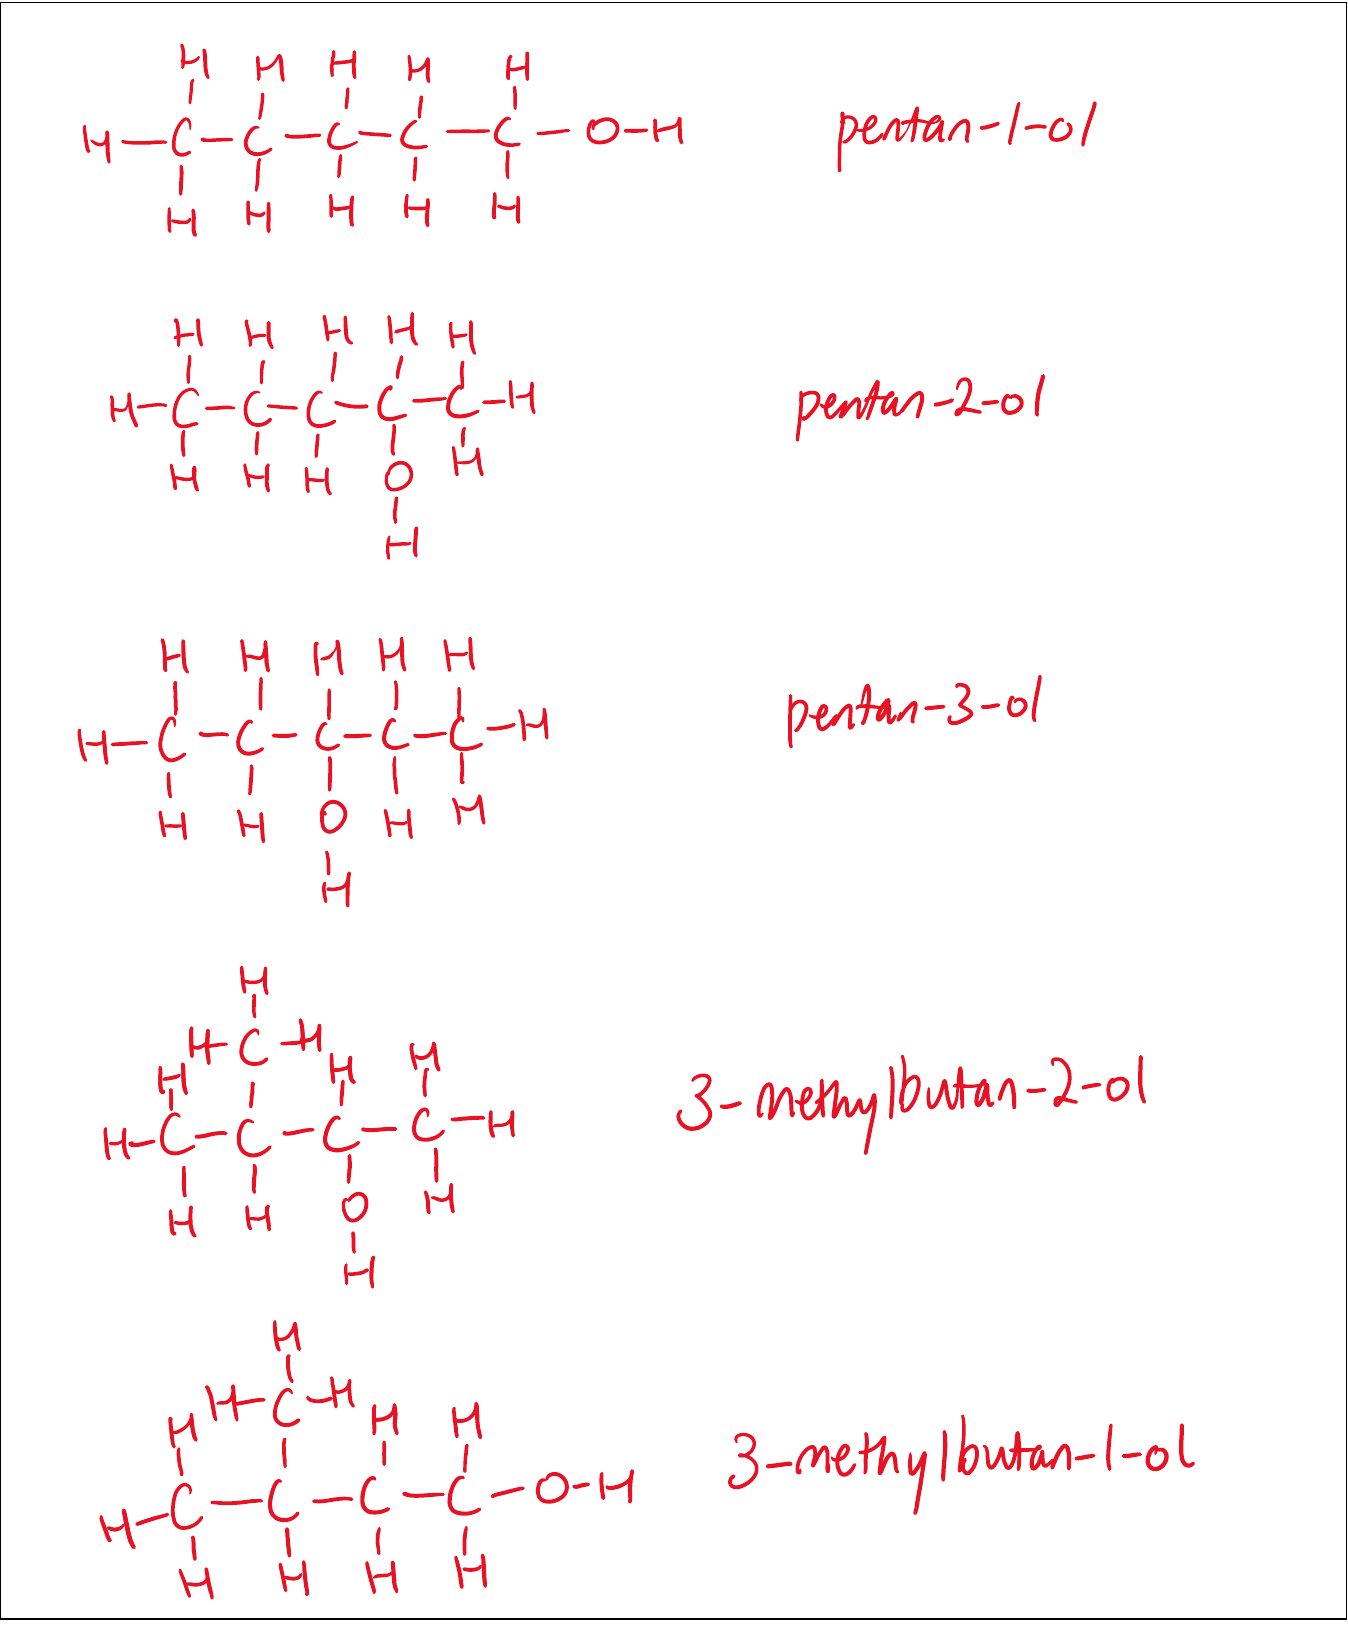 H H H H H
H-C-C-C-C-C-O-H pentan-1-ol
H H H H H
H H H H H
H-C-C-C-C-C-H pentan-2-ol
H H H O H
H
H H H H H
H-C-C-C-C-C-H pentan-3-ol
H H O H H
H
H
H-C-H
H H H
H-C-C-C-C-H 3-methylbutan-2-ol
H H O H
H
H
H-C-H
H H H
H-C-C-C-C-O-H 3-methylbutan-1-ol
H H H H